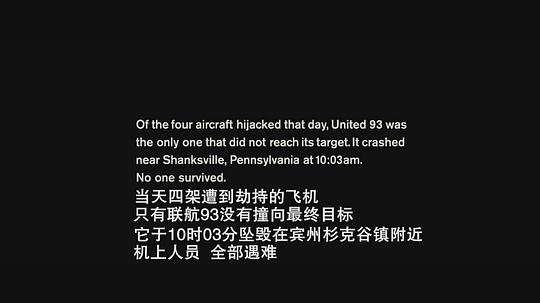 Of the four aircraft hijacked that day, United 93 was
the only one that did not reach its target. It crashed
near Shanksville, Pennsylvania at 10:03am.
No one survived.
当天四架遭到劫持的飞机
只有联航93没有撞向最终目标
它于10时03分坠毁在宾州杉克谷镇附近
机上人员 全部遇难